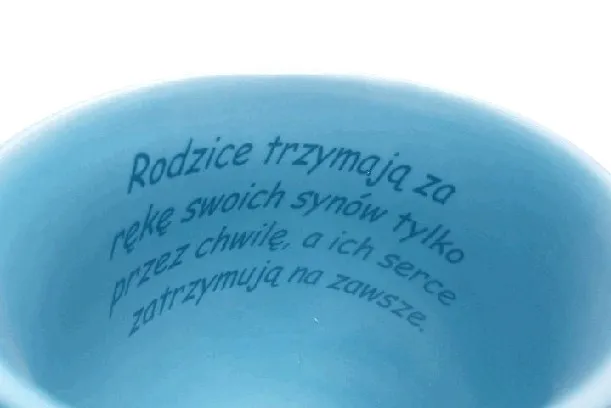 Rodzice trzymają za
rękę swoich synów tylko
przez chwilę, a ich serce
zatrzymują na zawsze.